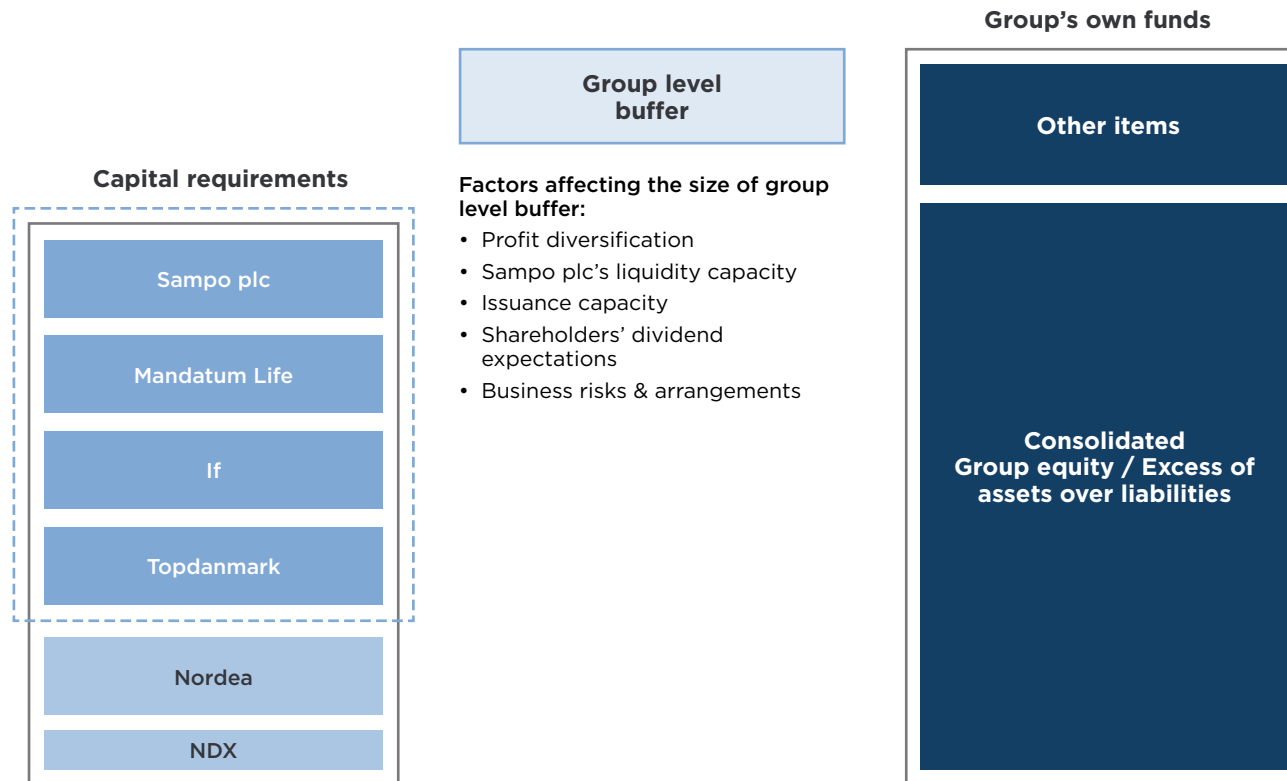 Capital requirements
Sampo plc
Mandatum Life
If
Topdanmark
Nordea
NDX
Group level
buffer
Factors affecting the size of group
level buffer:
• Profit diversification
• Sampo plc’s liquidity capacity
• Issuance capacity
• Shareholders’ dividend
expectations
• Business risks & arrangements
Group’s own funds
Other items
Consolidated
Group equity / Excess of
assets over liabilities